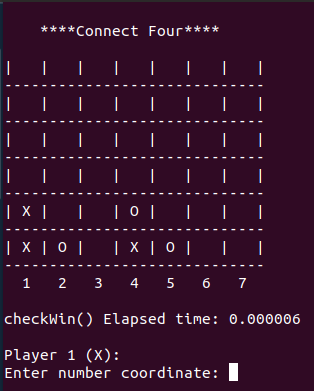 ****Connect Four****
|   |   |   |   |   |   |   |
-----------------------------
|   |   |   |   |   |   |   |
-----------------------------
|   |   |   |   |   |   |   |
-----------------------------
|   |   |   |   |   |   |   |
-----------------------------
| X |   |   | O |   |   |   |
-----------------------------
| X | O |   | X | O |   |   |
-----------------------------
  1   2   3   4   5   6   7
checkWin() Elapsed time: 0.000006
Player 1 (X):
Enter number coordinate: